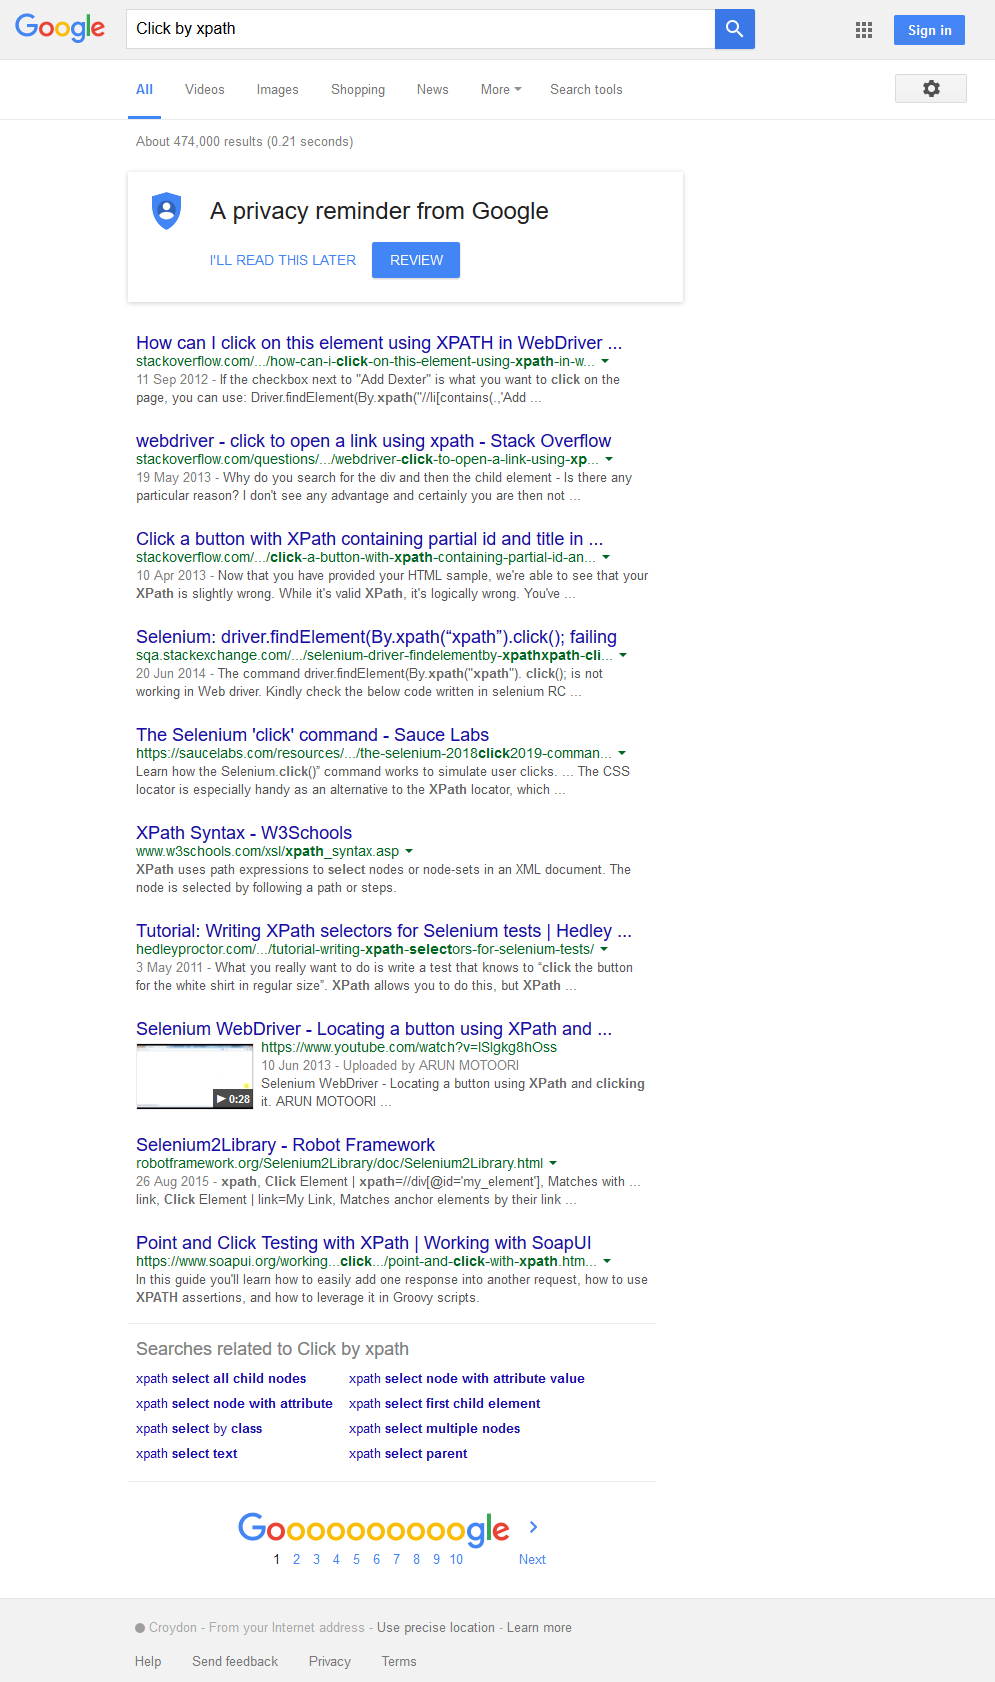 Google
Click by xpath
Sign in
All Videos Images Shopping News More Search tools
About 474,000 results (0.21 seconds)
A privacy reminder from Google
I'LL READ THIS LATER REVIEW
How can I click on this element using XPATH in WebDriver ...
stackoverflow.com/.../how-can-i-click-on-this-element-using-xpath-in-w...
11 Sep 2012 - If the checkbox next to "Add Dexter" is what you want to click on the
page, you can use: Driver.findElement(By.xpath("//li[contains(.,'Add ...
webdriver - click to open a link using xpath - Stack Overflow
stackoverflow.com/questions/.../webdriver-click-to-open-a-link-using-xp...
19 May 2013 - Why do you search for the div and then the child element - Is there any
particular reason? I don't see any advantage and certainly you are then not ...
Click a button with XPath containing partial id and title in ...
stackoverflow.com/.../click-a-button-with-xpath-containing-partial-id-an...
10 Apr 2013 - Now that you have provided your HTML sample, we're able to see that your
XPath is slightly wrong. While it's valid XPath, it's logically wrong. You've ...
Selenium: driver.findElement(By.xpath(“xpath”).click(); failing
sqa.stackexchange.com/.../selenium-driver-findelementby-xpathxpath-cli...
20 Jun 2014 - The command driver.findElement(By.xpath("xpath"). click(); is not
working in Web driver. Kindly check the below code written in selenium RC ...
The Selenium 'click' command - Sauce Labs
https://saucelabs.com/resources/.../the-selenium-2018click2019-comman...
Learn how the Selenium.click()” command works to simulate user clicks. ... The CSS
locator is especially handy as an alternative to the XPath locator, which ...
XPath Syntax - W3Schools
www.w3schools.com/xsl/xpath_syntax.asp
XPath uses path expressions to select nodes or node-sets in an XML document. The
node is selected by following a path or steps.
Tutorial: Writing XPath selectors for Selenium tests | Hedley ...
hedleyproctor.com/.../tutorial-writing-xpath-selectors-for-selenium-tests/
3 May 2011 - What you really want to do is write a test that knows to “click the button
for the white shirt in regular size”. XPath allows you to do this, but XPath ...
Selenium WebDriver - Locating a button using XPath and ...
https://www.youtube.com/watch?v=lSlgkg8hOss
10 Jun 2013 - Uploaded by ARUN MOTOORI
Selenium WebDriver - Locating a button using XPath and clicking
0:28 it. ARUN MOTOORI ...
Selenium2Library - Robot Framework
robotframework.org/Selenium2Library/doc/Selenium2Library.html
26 Aug 2015 - xpath, Click Element | xpath=//div[@id='my_element'], Matches with ...
link, Click Element | link=My Link, Matches anchor elements by their link ...
Point and Click Testing with XPath | Working with SoapUI
https://www.soapui.org/working...click.../point-and-click-with-xpath.htm...
In this guide you'll learn how to easily add one response into another request, how to use
XPATH assertions, and how to leverage it in Groovy scripts.
Searches related to Click by xpath
xpath select all child nodes xpath select node with attribute value
xpath select node with attribute xpath select first child element
xpath select by class xpath select multiple nodes
xpath select text xpath select parent
Goooooooooogle
1 2 3 4 5 6 7 8 9 10 Next
Croydon - From your Internet address - Use precise location - Learn more
Help Send feedback Privacy Terms